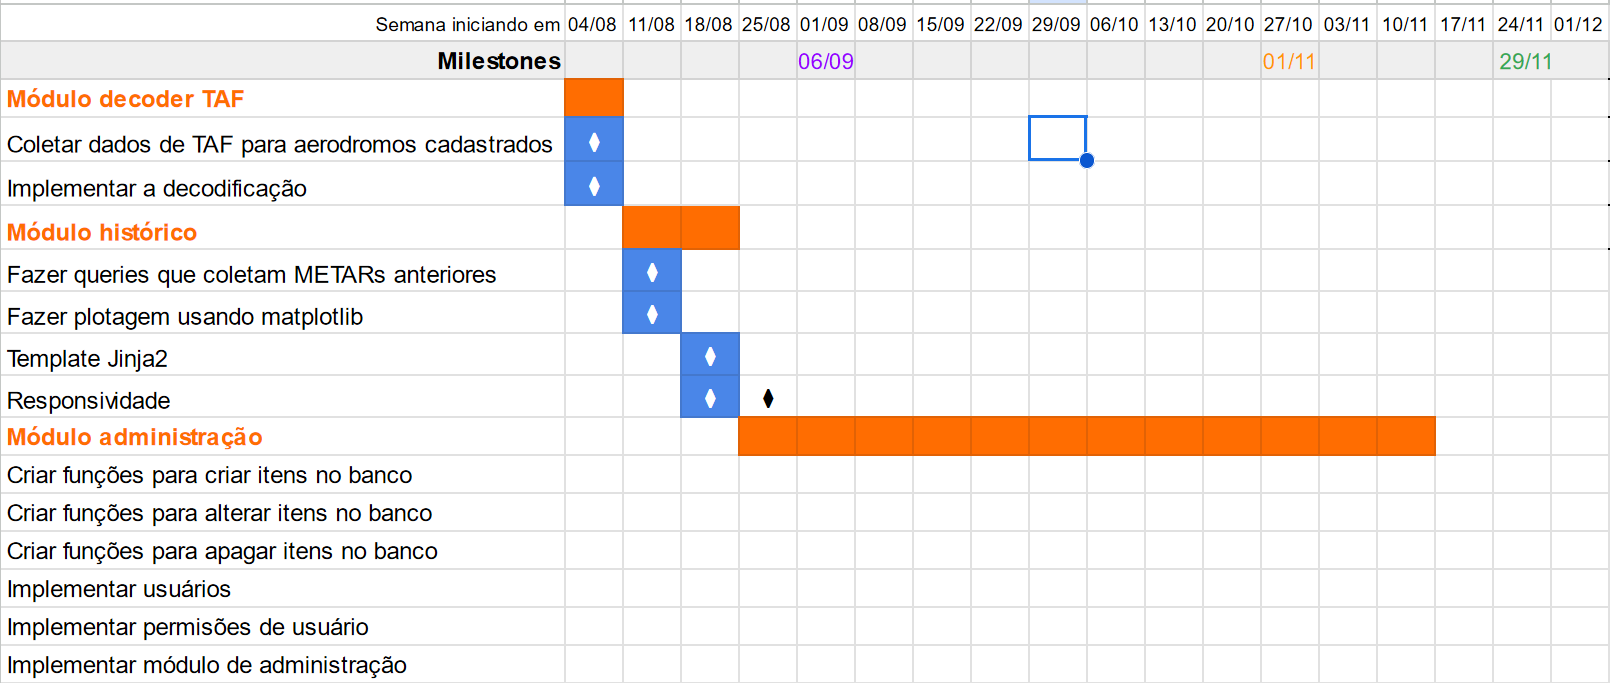 Semana iniciando em 04/08 11/08 18/08 25/08 01/09 08/09 15/09 22/09 29/09 06/10 13/10 20/10 27/10 03/11 10/11 17/11 24/11 01/12
Milestones 06/09 01/11 29/11
Módulo decoder TAF
Coletar dados de TAF para aerodromos cadastrados
Implementar a decodificação
Módulo histórico
Fazer queries que coletam METARs anteriores
Fazer plotagem usando matplotlib
Template Jinja2
Responsividade
Módulo administração
Criar funções para criar itens no banco
Criar funções para alterar itens no banco
Criar funções para apagar itens no banco
Implementar usuários
Implementar permisões de usuário
Implementar módulo de administração